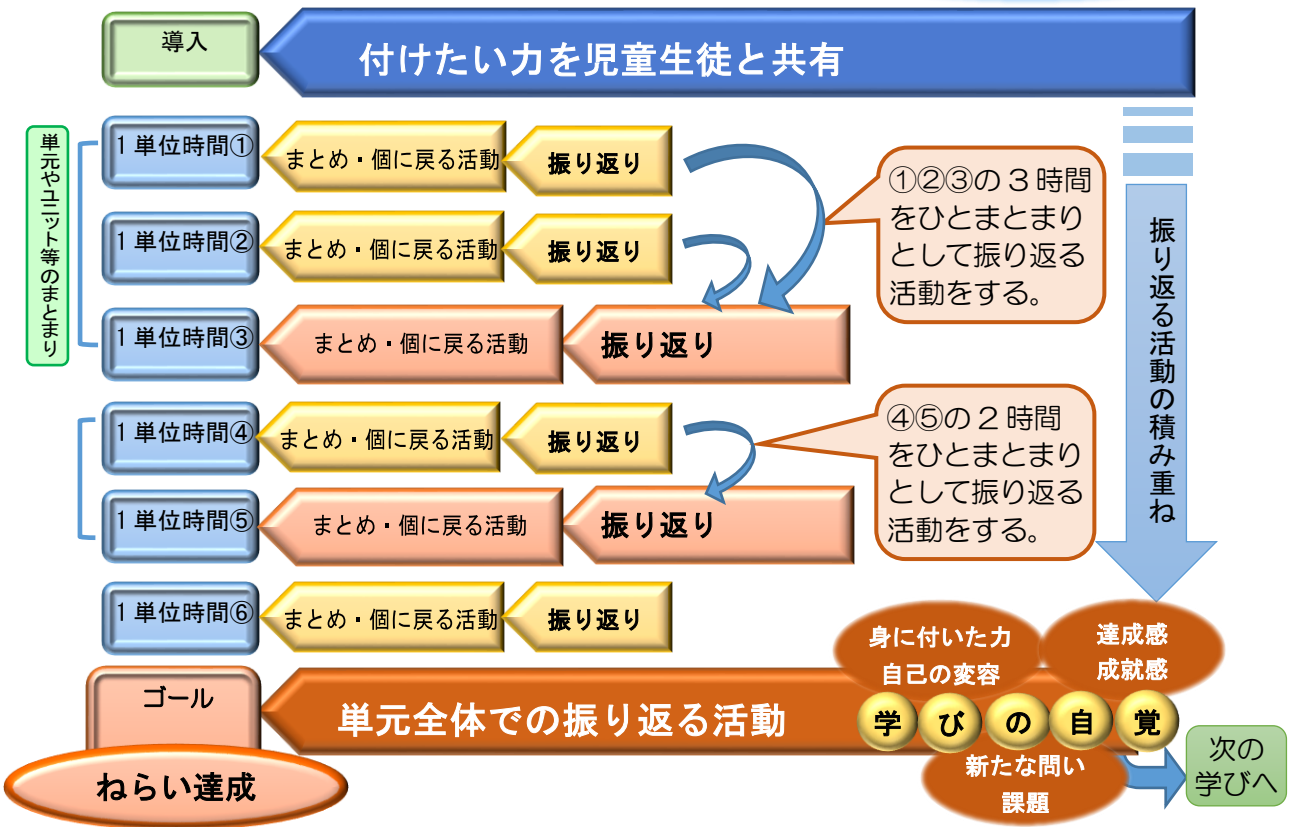 導入
付けたい力を児童生徒と共有
単元やユニット等のまとまり
1単位時間①
まとめ・個に戻る活動
振り返り
1単位時間②
まとめ・個に戻る活動
振り返り
1単位時間③
まとめ・個に戻る活動
振り返り
①②③の3時間
をひとまとまり
として振り返る
活動をする。
1単位時間④
まとめ・個に戻る活動
振り返り
1単位時間⑤
まとめ・個に戻る活動
振り返り
④⑤の2時間
をひとまとまり
として振り返る
活動をする。
1単位時間⑥
まとめ・個に戻る活動
振り返り
振り返る活動の積み重ね
ゴール
ねらい達成
単元全体での振り返る活動
身に付いた力
自己の変容
達成感
成就感
学びの自覚
新たな問い
課題
次の
学びへ